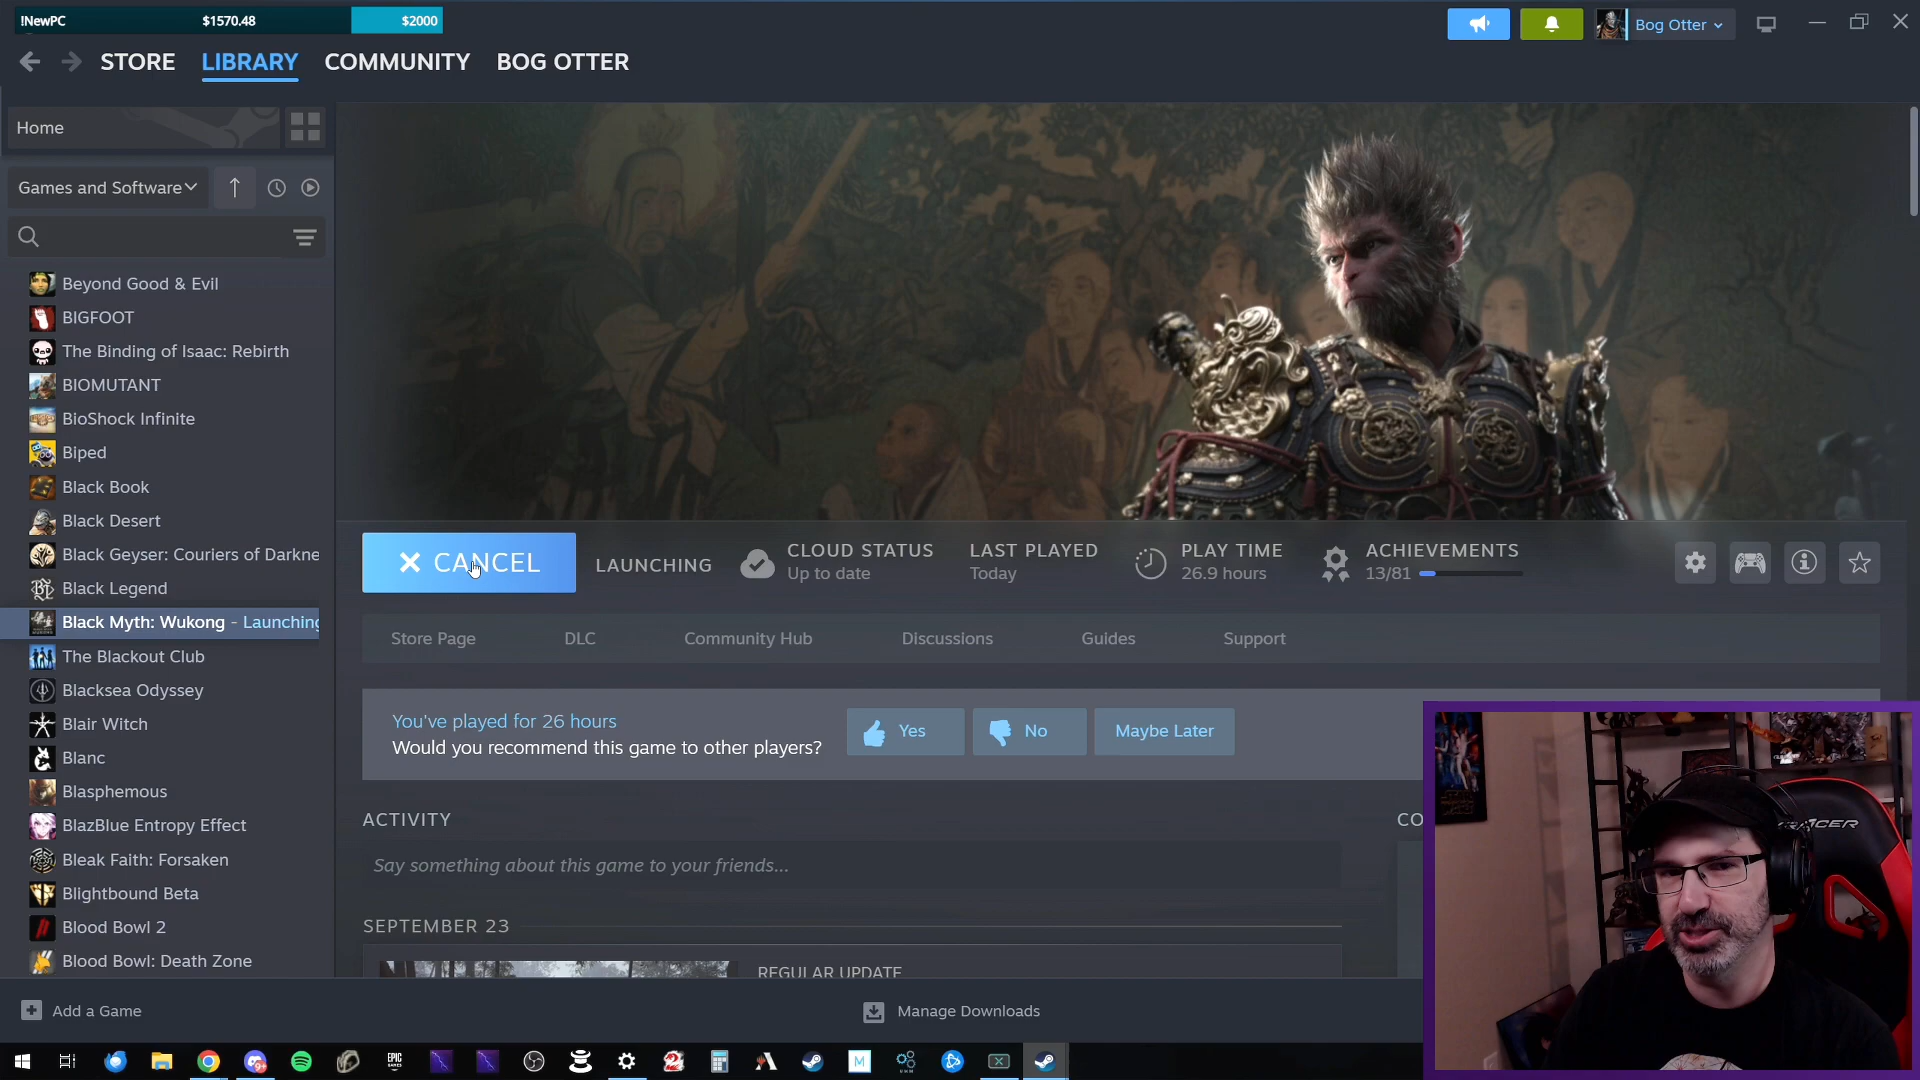 !NewPC $1570.48 $2000
Bog Otter
STORE LIBRARY COMMUNITY BOG OTTER
Home
Games and Software
Beyond Good & Evil
BIGFOOT
The Binding of Isaac: Rebirth
BIOMUTANT
BioShock Infinite
Biped
Black Book
Black Desert
Black Geyser: Couriers of Darkne
Black Legend
Black Myth: Wukong - Launching
The Blackout Club
Blacksea Odyssey
Blair Witch
Blanc
Blasphemous
BlazBlue Entropy Effect
Bleak Faith: Forsaken
Blightbound Beta
Blood Bowl 2
Blood Bowl: Death Zone
Add a Game
CANCEL
LAUNCHING
CLOUD STATUS
Up to date
LAST PLAYED
Today
PLAY TIME
26.9 hours
ACHIEVEMENTS
13/81
Store Page DLC Community Hub Discussions Guides Support
You've played for 26 hours
Would you recommend this game to other players?
Yes No Maybe Later
ACTIVITY
CO
Say something about this game to your friends...
SEPTEMBER 23
REGULAR UPDATE
Manage Downloads
EPIC
GAMES
M